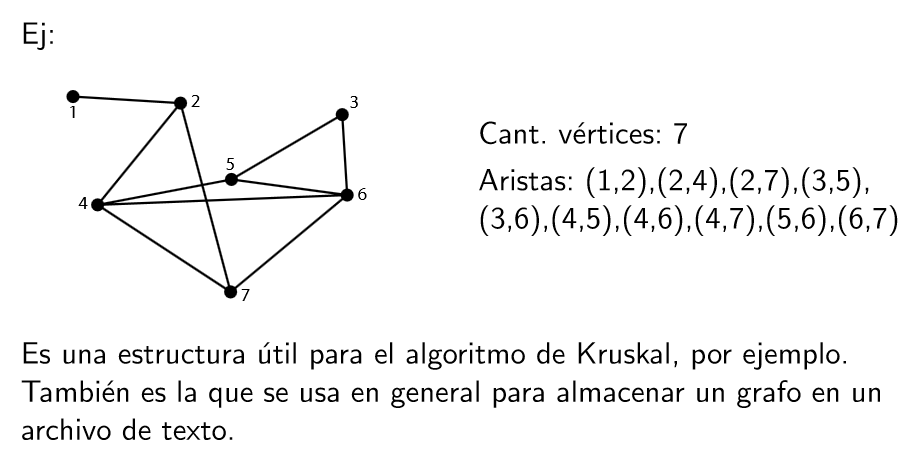 Ej:
1
2
3
4
5
6
7
Cant. vértices: 7
Aristas: (1,2),(2,4),(2,7),(3,5),
(3,6),(4,5),(4,6),(4,7),(5,6),(6,7)
Es una estructura útil para el algoritmo de Kruskal, por ejemplo.
También es la que se usa en general para almacenar un grafo en un
archivo de texto.